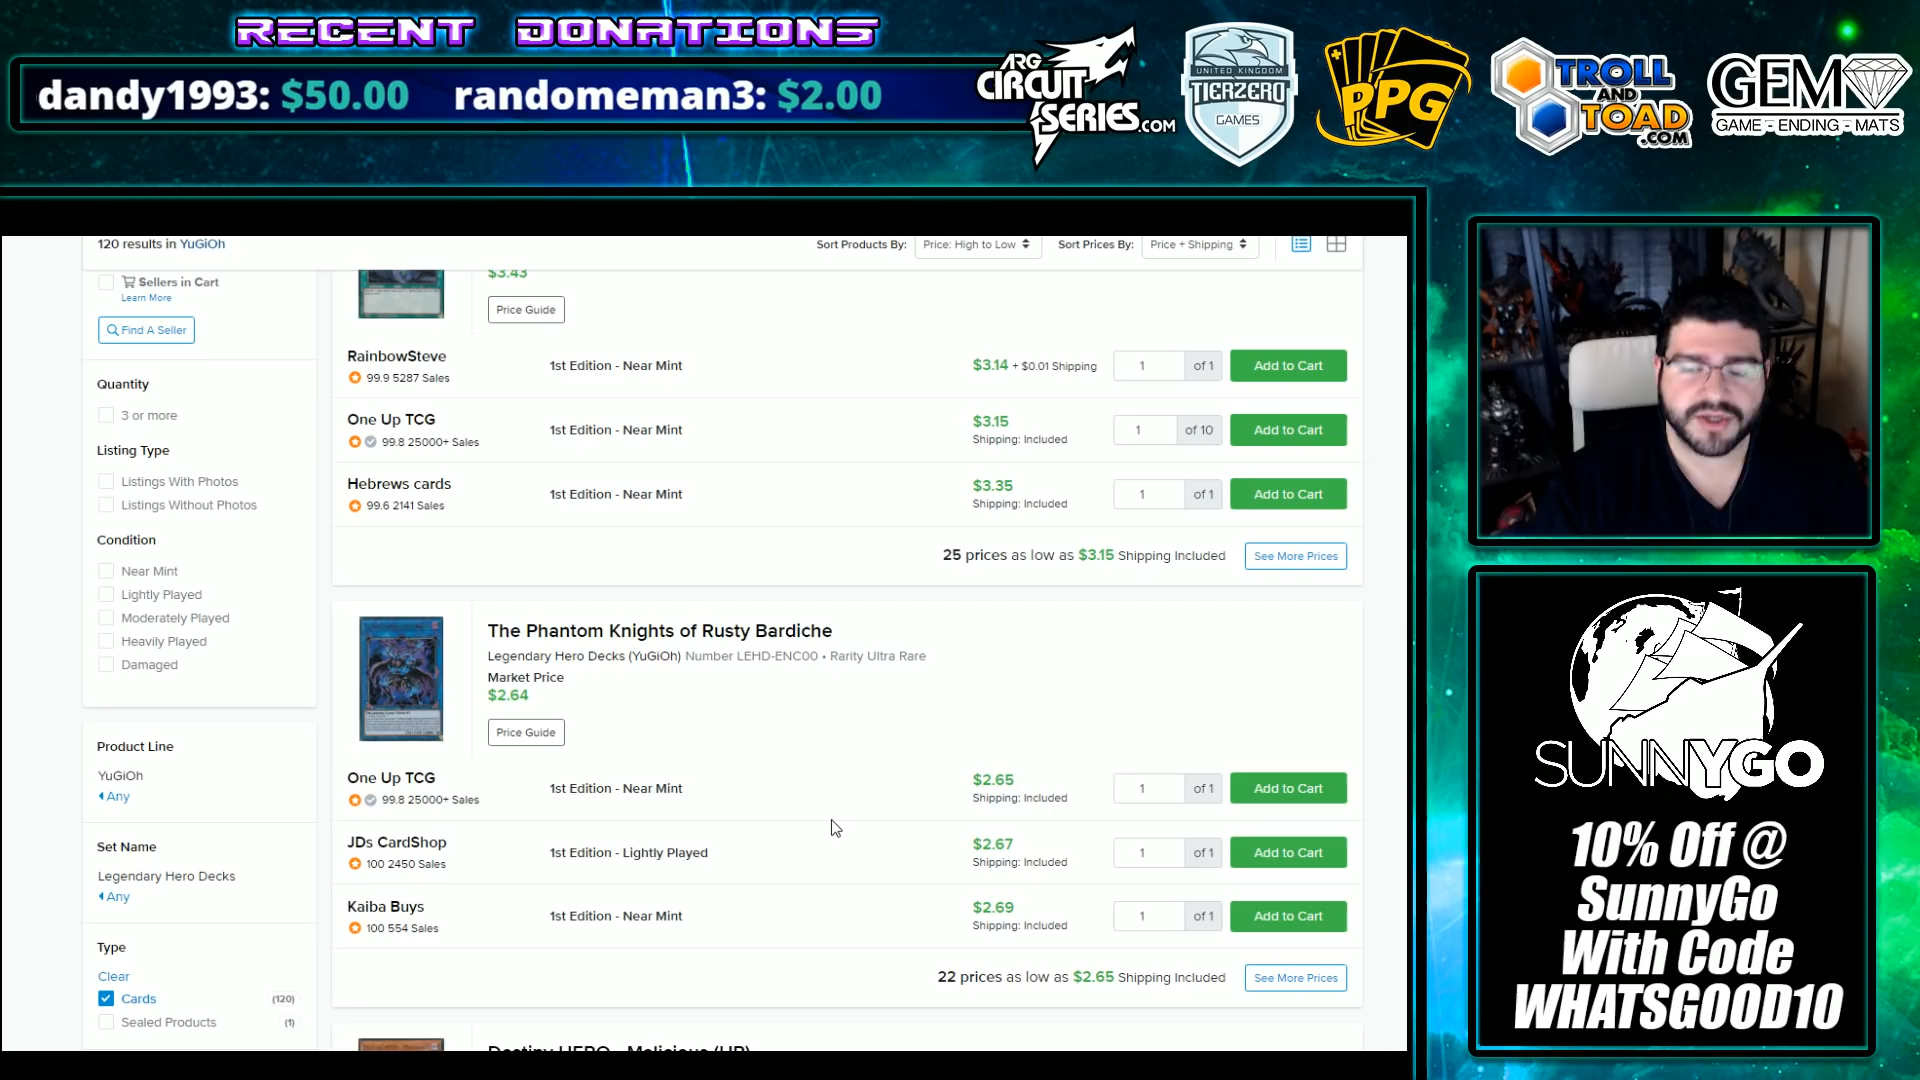 RECENT DONATIONS
dandy1993: $50.00 randomeman3: $2.00
ARG
CIRCUIT
SERIES.COM
UNITED KINGDOM
TIERZERO
GAMES
PPG
TROLL
AND
TOAD
.COM
GEM
GAME - ENDING - MATS
120 results in YuGiOh
Sort Products By: Price: High to Low
Sort Prices By: Price + Shipping
Sellers in Cart
Learn More
Find A Seller
Quantity
3 or more
Listing Type
Listings With Photos
Listings Without Photos
Condition
Near Mint
Lightly Played
Moderately Played
Heavily Played
Damaged
Product Line
YuGiOh
Any
Set Name
Legendary Hero Decks
Any
Type
Clear
Cards (120)
Sealed Products (1)
$3.43
Price Guide
RainbowSteve
99.9 5287 Sales
1st Edition - Near Mint
$3.14 + $0.01 Shipping
1 of 1
Add to Cart
One Up TCG
99.8 25000+ Sales
1st Edition - Near Mint
$3.15
Shipping: Included
1 of 10
Add to Cart
Hebrews cards
99.6 2141 Sales
1st Edition - Near Mint
$3.35
Shipping: Included
1 of 1
Add to Cart
25 prices as low as $3.15 Shipping Included
See More Prices
The Phantom Knights of Rusty Bardiche
Legendary Hero Decks (YuGiOh) Number LEHD-ENC00 • Rarity Ultra Rare
Market Price
$2.64
Price Guide
One Up TCG
99.8 25000+ Sales
1st Edition - Near Mint
$2.65
Shipping: Included
1 of 1
Add to Cart
JDs CardShop
100 2450 Sales
1st Edition - Lightly Played
$2.67
Shipping: Included
1 of 1
Add to Cart
Kaiba Buys
100 554 Sales
1st Edition - Near Mint
$2.69
Shipping: Included
1 of 1
Add to Cart
22 prices as low as $2.65 Shipping Included
See More Prices
Destiny HERO - Malicious (UR)
SUNNYGO
10% Off @
SunnyGo
With Code
WHATSGOOD10